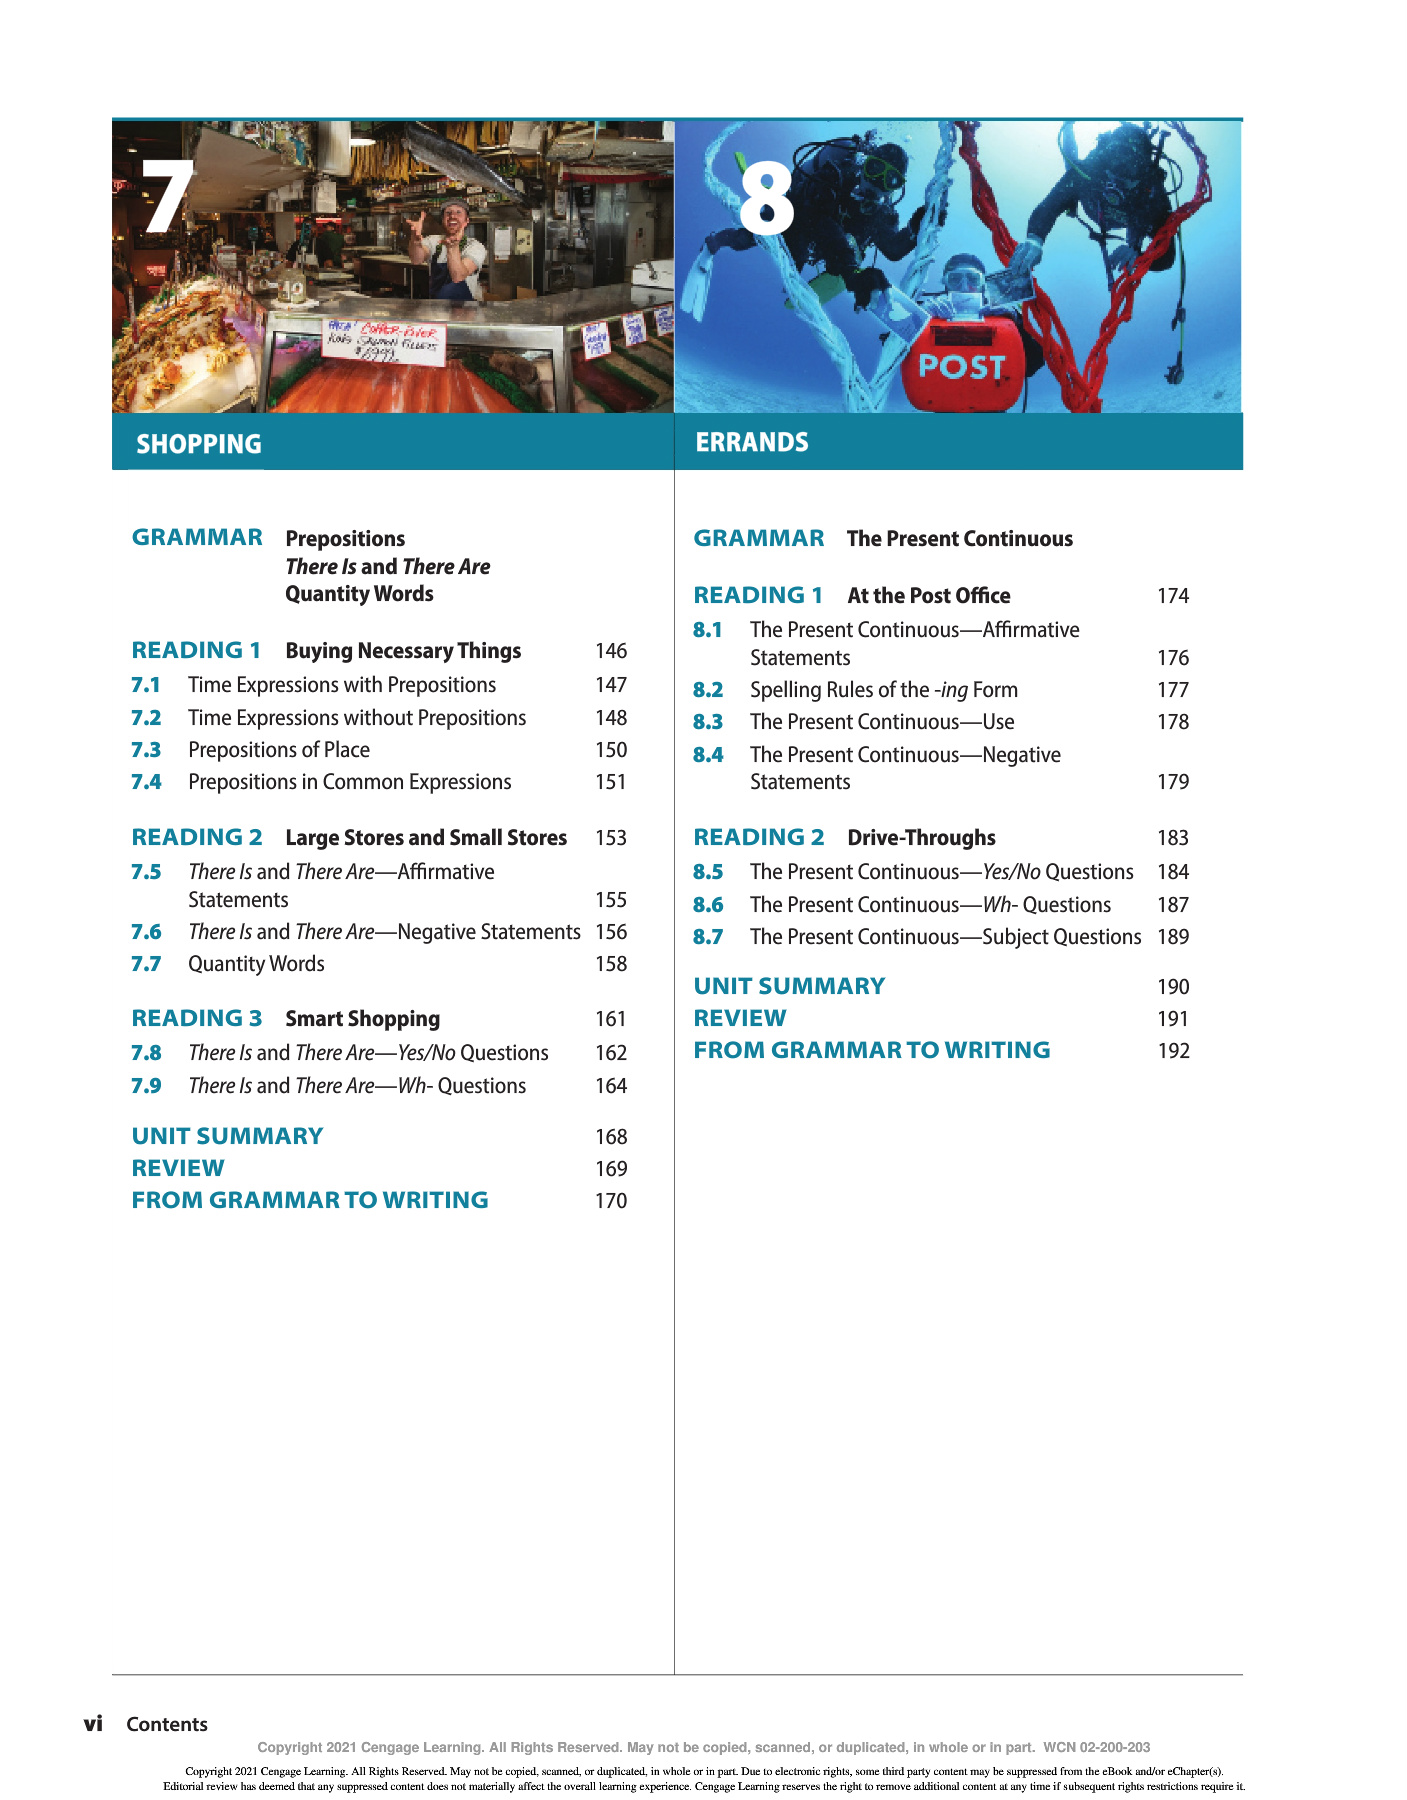 7
COPPER RIVER
KING SALMON FILLETS
SHOPPING
GRAMMAR Prepositions
There Is and There Are
Quantity Words
READING 1 Buying Necessary Things 146
7.1 Time Expressions with Prepositions 147
7.2 Time Expressions without Prepositions 148
7.3 Prepositions of Place 150
7.4 Prepositions in Common Expressions 151
READING 2 Large Stores and Small Stores 153
7.5 There Is and There Are—Affirmative
Statements 155
7.6 There Is and There Are—Negative Statements 156
7.7 Quantity Words 158
READING 3 Smart Shopping 161
7.8 There Is and There Are—Yes/No Questions 162
7.9 There Is and There Are—Wh- Questions 164
UNIT SUMMARY 168
REVIEW 169
FROM GRAMMAR TO WRITING 170
8
POST
ERRANDS
GRAMMAR The Present Continuous
READING 1 At the Post Office 174
8.1 The Present Continuous—Affirmative
Statements 176
8.2 Spelling Rules of the -ing Form 177
8.3 The Present Continuous—Use 178
8.4 The Present Continuous—Negative
Statements 179
READING 2 Drive-Throughs 183
8.5 The Present Continuous—Yes/No Questions 184
8.6 The Present Continuous—Wh- Questions 187
8.7 The Present Continuous—Subject Questions 189
UNIT SUMMARY 190
REVIEW 191
FROM GRAMMAR TO WRITING 192
vi Contents
Copyright 2021 Cengage Learning. All Rights Reserved. May not be copied, scanned, or duplicated, in whole or in part. WCN 02-200-203
Copyright 2021 Cengage Learning. All Rights Reserved. May not be copied, scanned, or duplicated, in whole or in part. Due to electronic rights, some third party content may be suppressed from the eBook and/or eChapter(s).
Editorial review has deemed that any suppressed content does not materially affect the overall learning experience. Cengage Learning reserves the right to remove additional content at any time if subsequent rights restrictions require it.